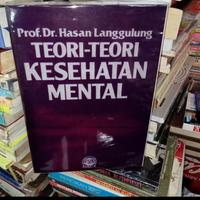 Prof. Dr. Hasan Langgulung
TEORI-TEORI
KESEHATAN
MENTAL